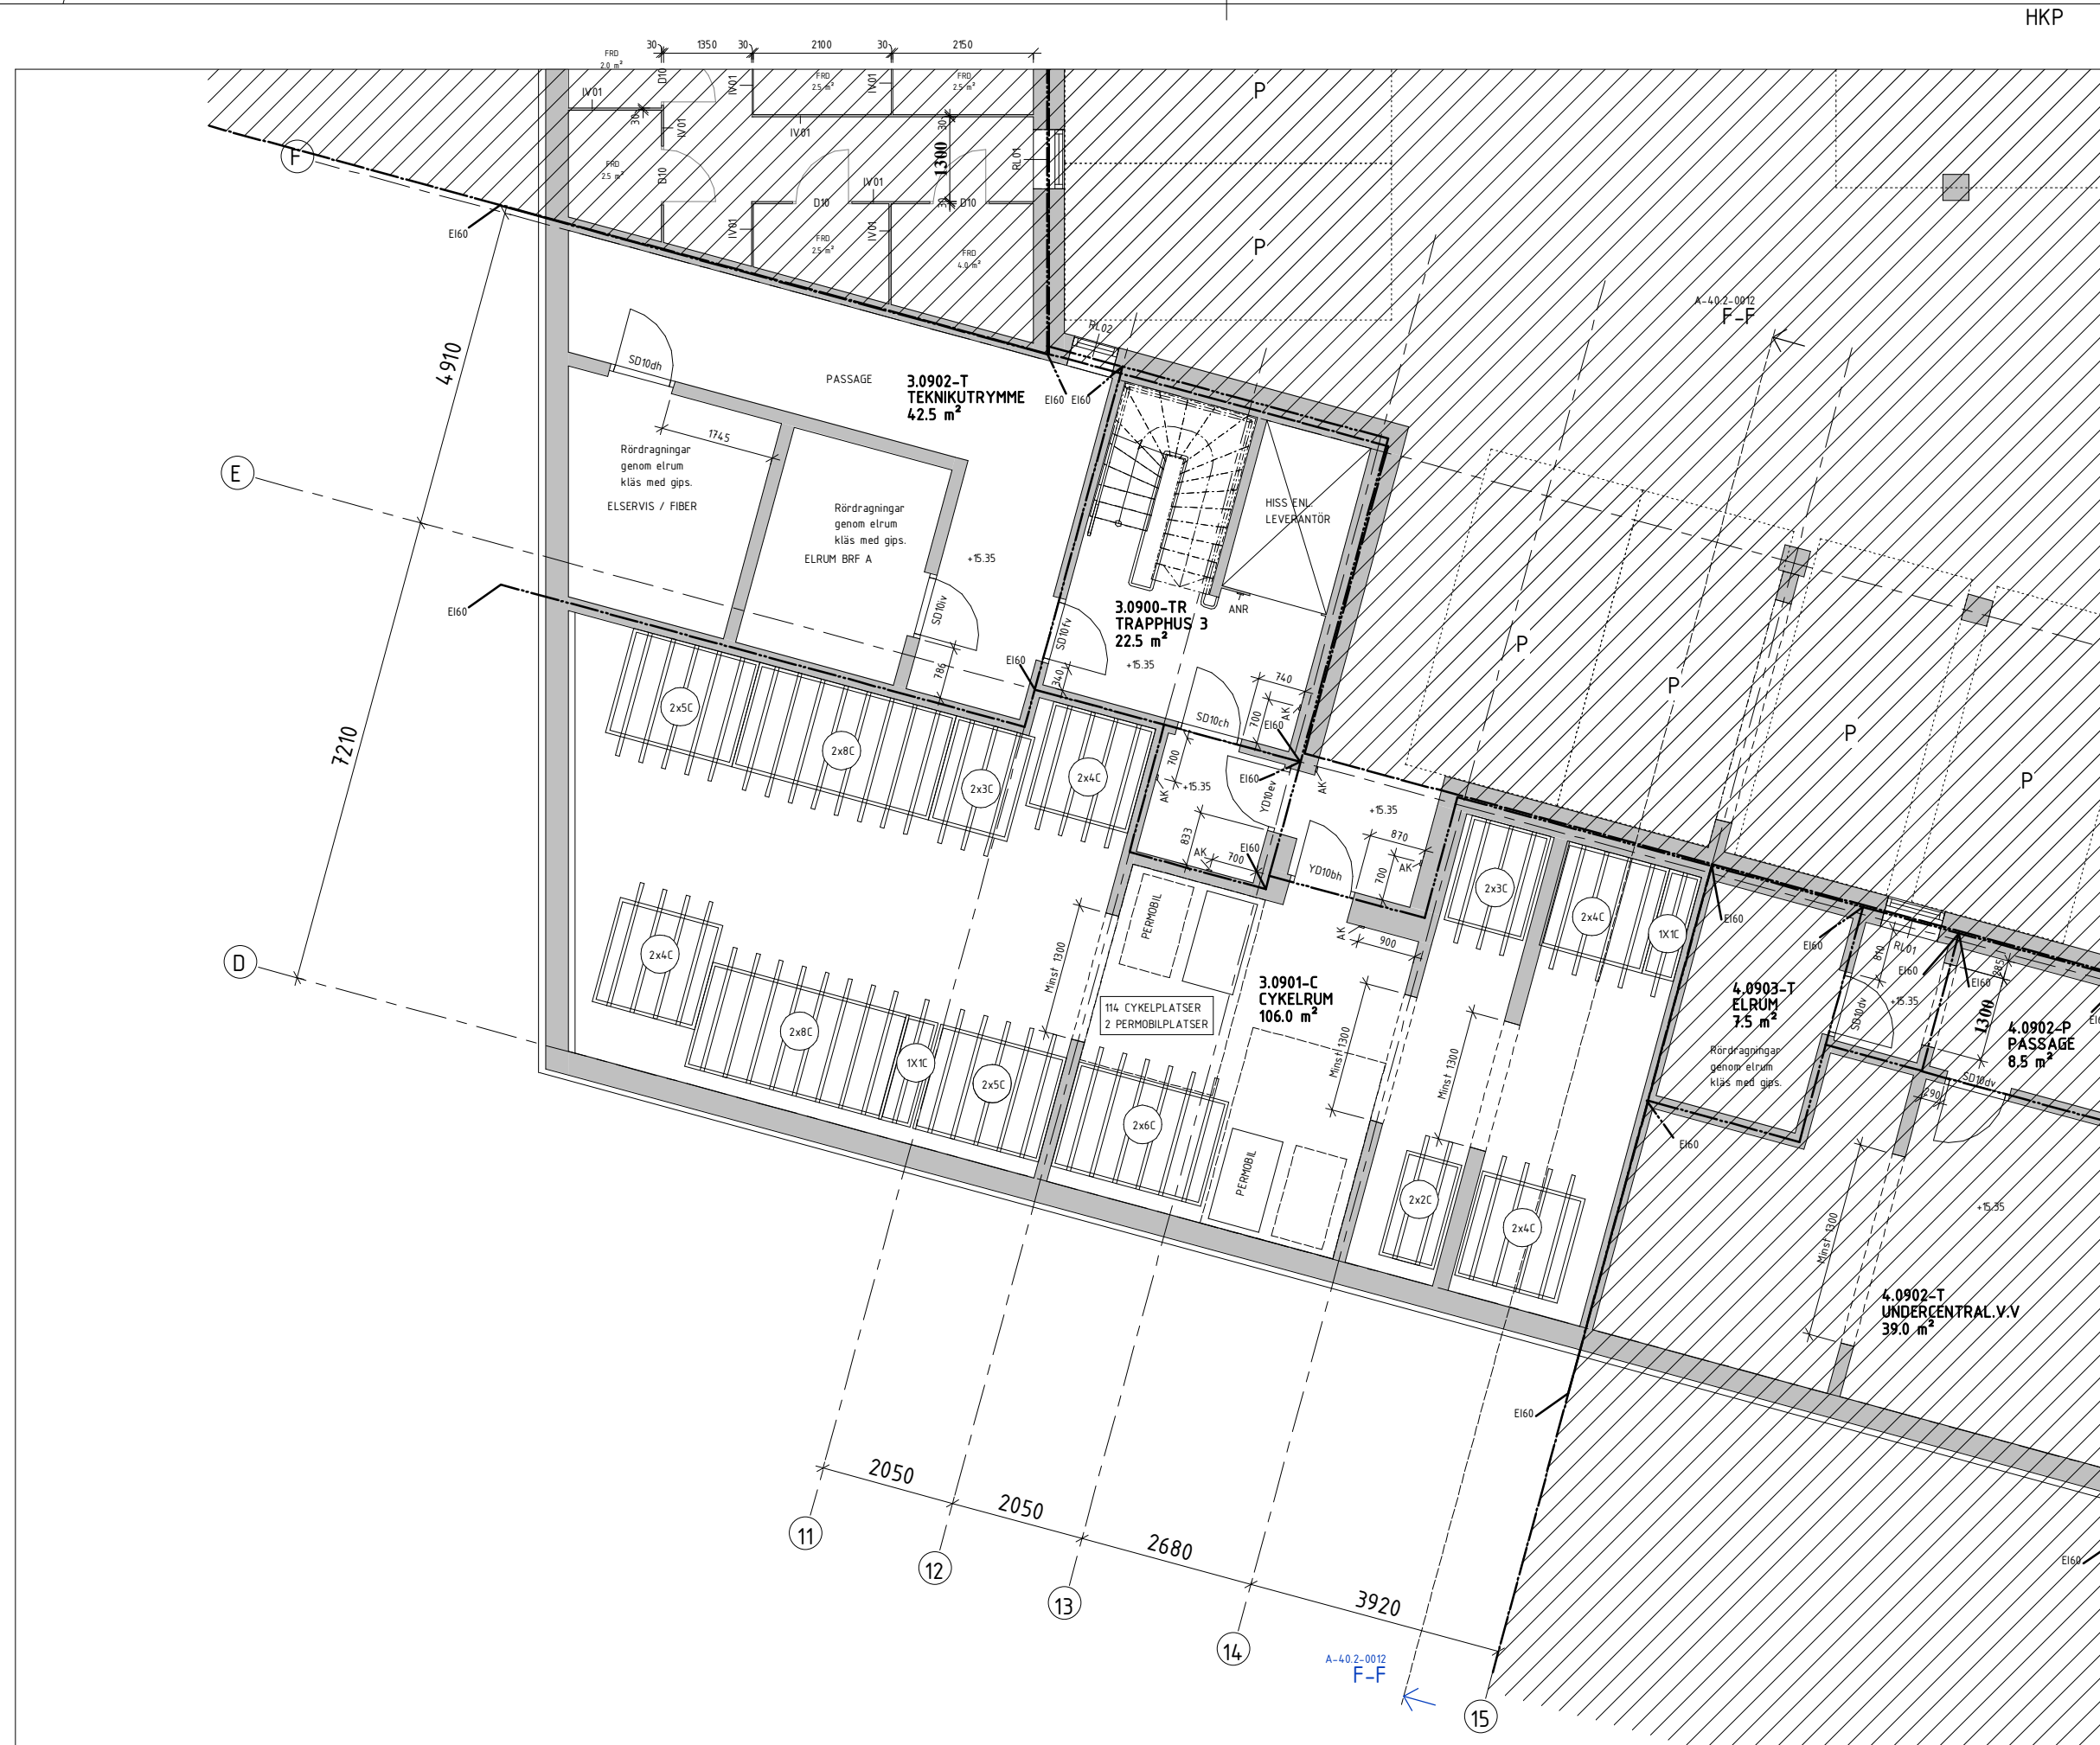 HKP
30
1350
30
2100
30
2150
FRD
2.0 m²
D10
IV01
FRD
2.5 m²
IV01
FRD
2.5 m²
P
IV01
30
IV01
IV01
30
1300
30
RL01
F
FRD
2.5 m²
D10
IV01
D10
D10
IV01
FRD
2.5 m²
IV01
FRD
4.0 m²
P
EI60
A-40.2-0012
F-F
RL02
4910
SD10dh
PASSAGE
3.0902-T
TEKNIKUTRYMME
42.5 m²
EI60
EI60
1745
Rördragningar
genom elrum
kläs med gips.
ELSERVIS / FIBER
E
Rördragningar
genom elrum
kläs med gips.
ELRUM BRF A
+15.35
HISS ENL.
LEVERANTÖR
EI60
SD10iv
3.0900-TR
TRAPPHUS 3
22.5 m²
ANR
SD10fv
EI60
+15.35
340
786
740
700
AK
SD10ch
EI60
P
P
P
P
2x5C
2x8C
2x3C
2x4C
7210
700
AK
+15.35
EI60
YD10ev
AK
+15.35
833
AK
700
EI60
870
700
AK
YD10bh
2x3C
2x4C
1X1C
EI60
PERMOBIL
AK
900
Minst 1300
2x4C
D
3.0901-C
CYKELRUM
106.0 m²
114 CYKELPLATSER
2 PERMOBILPLATSER
EI60
860
RL01
EI60
EI60
285
4.0903-T
ELRUM
7.5 m²
+15.35
SD10dv
1300
4.0902-P
PASSAGE
8.5 m²
Rördragningar
genom elrum
kläs med gips.
SD10dv
290
2x8C
1X1C
2x5C
2x6C
Minst 1300
Minst 1300
PERMOBIL
2x2C
2x4C
EI60
+15.35
Minst 1300
4.0902-T
UNDERCENTRAL.V.V
39.0 m²
EI60
2050
2050
2680
3920
11
12
13
14
15
EI60
A-40.2-0012
F-F